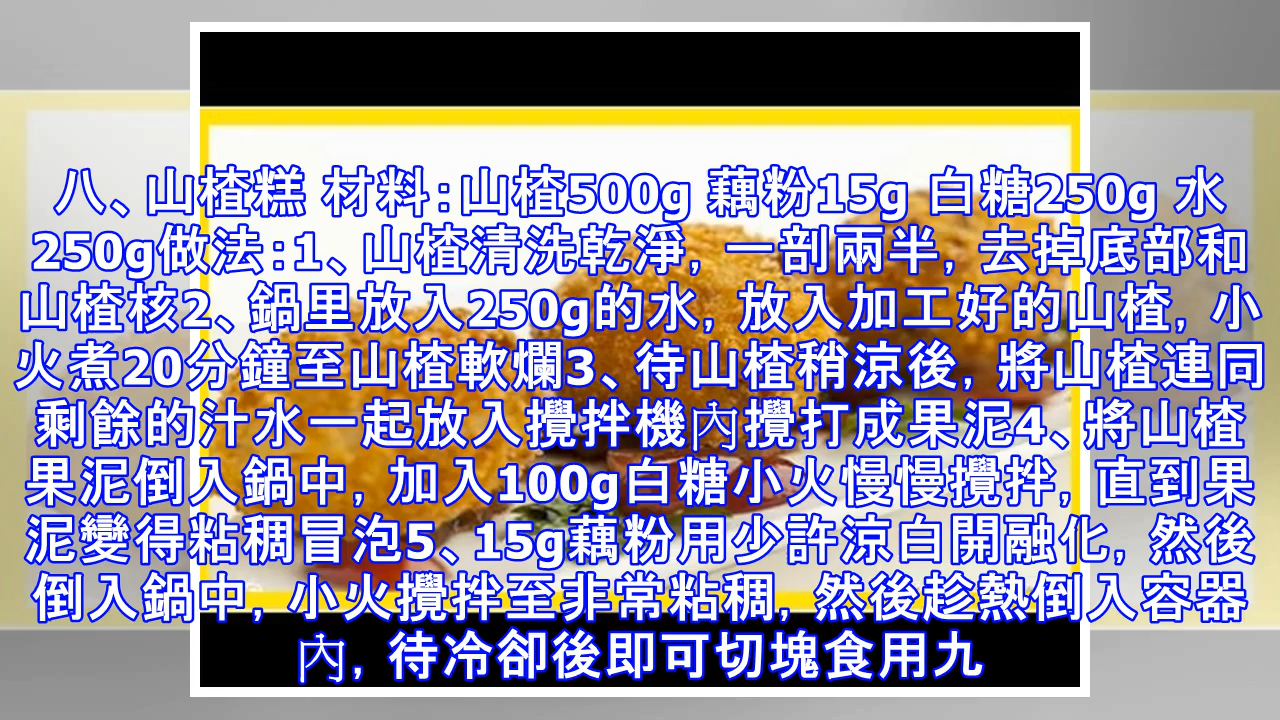 八、山楂糕 材料：山楂500g 藕粉15g 白糖250g 水
250g做法：1、山楂清洗乾淨, 一剖兩半, 去掉底部和
山楂核2、鍋里放入250g的水, 放入加工好的山楂, 小
火煮20分鐘至山楂軟爛3、待山楂稍涼後, 將山楂連同
剩餘的汁水一起放入攪拌機內攪打成果泥4、將山楂
果泥倒入鍋中, 加入100g白糖小火慢慢攪拌, 直到果
泥變得粘稠冒泡5、15g藕粉用少許涼白開融化, 然後
倒入鍋中, 小火攪拌至非常粘稠, 然後趁熱倒入容器
內, 待冷卻後即可切塊食用九